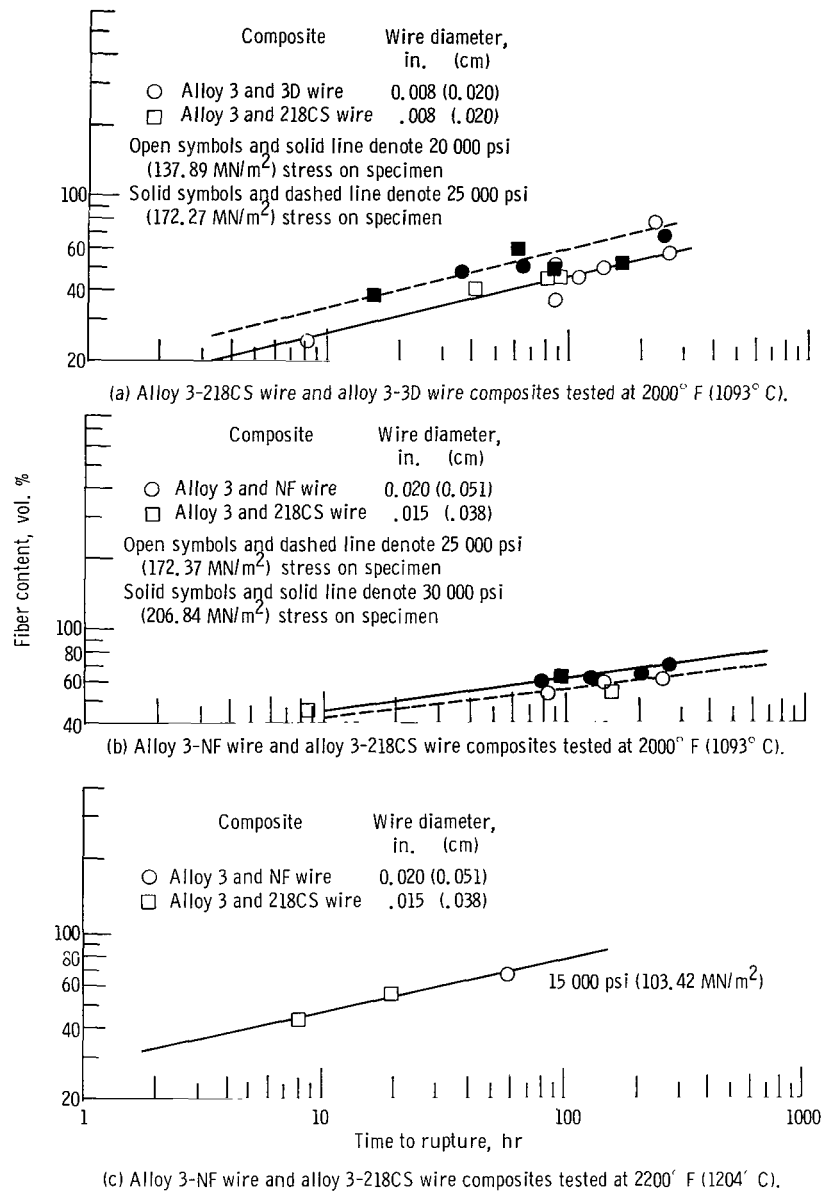 Composite Wire diameter,
in. (cm)
○ Alloy 3 and 3D wire 0.008 (0.020)
□ Alloy 3 and 218CS wire .008 (.020)
Open symbols and solid line denote 20 000 psi
(137.89 MN/m²) stress on specimen
Solid symbols and dashed line denote 25 000 psi
(172.27 MN/m²) stress on specimen
100
60
40
20
(a) Alloy 3-218CS wire and alloy 3-3D wire composites tested at 2000° F (1093° C).
Composite Wire diameter,
in. (cm)
○ Alloy 3 and NF wire 0.020 (0.051)
□ Alloy 3 and 218CS wire .015 (.038)
Open symbols and dashed line denote 25 000 psi
(172.37 MN/m²) stress on specimen
Solid symbols and solid line denote 30 000 psi
(206.84 MN/m²) stress on specimen
Fiber content, vol. %
100
80
60
40
(b) Alloy 3-NF wire and alloy 3-218CS wire composites tested at 2000° F (1093° C).
Composite Wire diameter,
in. (cm)
○ Alloy 3 and NF wire 0.020 (0.051)
□ Alloy 3 and 218CS wire .015 (.038)
100
80
60
40
20
15 000 psi (103.42 MN/m²)
1 10 100 1000
Time to rupture, hr
(c) Alloy 3-NF wire and alloy 3-218CS wire composites tested at 2200′ F (1204′ C).